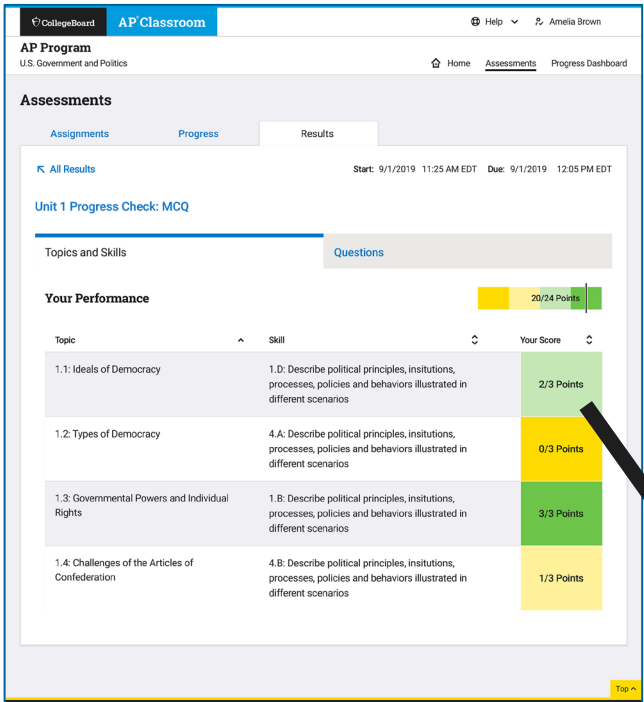 CollegeBoard AP Classroom Help Amelia Brown
AP Program
U.S. Government and Politics Home Assessments Progress Dashboard
Assessments
Assignments Progress Results
All Results Start: 9/1/2019 11:25 AM EDT Due: 9/1/2019 12:05 PM EDT
Unit 1 Progress Check: MCQ
Topics and Skills Questions
Your Performance 20/24 Points
Topic Skill Your Score
1.1: Ideals of Democracy
1.D: Describe political principles, insitutions,
processes, policies and behaviors illustrated in
different scenarios
2/3 Points
1.2: Types of Democracy
4.A: Describe political principles, insitutions,
processes, policies and behaviors illustrated in
different scenarios
0/3 Points
1.3: Governmental Powers and Individual
Rights
1.B: Describe political principles, insitutions,
processes, policies and behaviors illustrated in
different scenarios
3/3 Points
1.4: Challenges of the Articles of
Confederation
4.B: Describe political principles, insitutions,
processes, policies and behaviors illustrated in
different scenarios
1/3 Points
Top